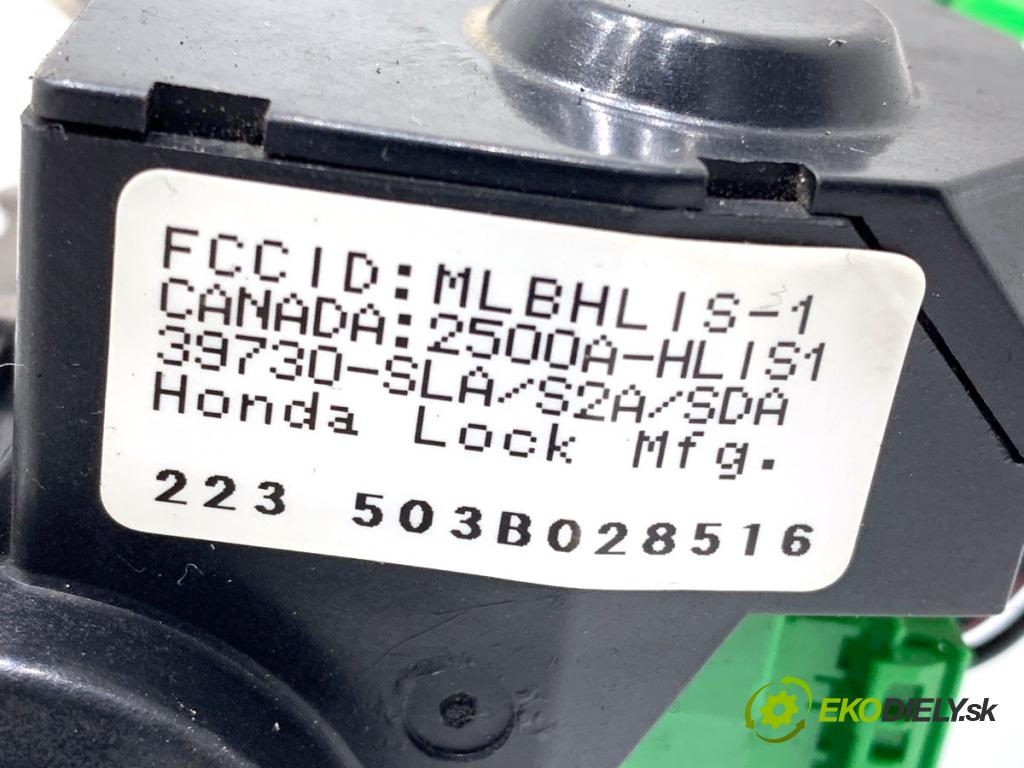 FCCID:MLBHLIS-1
CANADA:2500A-HLIS1
39730-SLA/S2A/SDA
Honda Lock Mfg.
223 503B028516
EKODIELY.sk